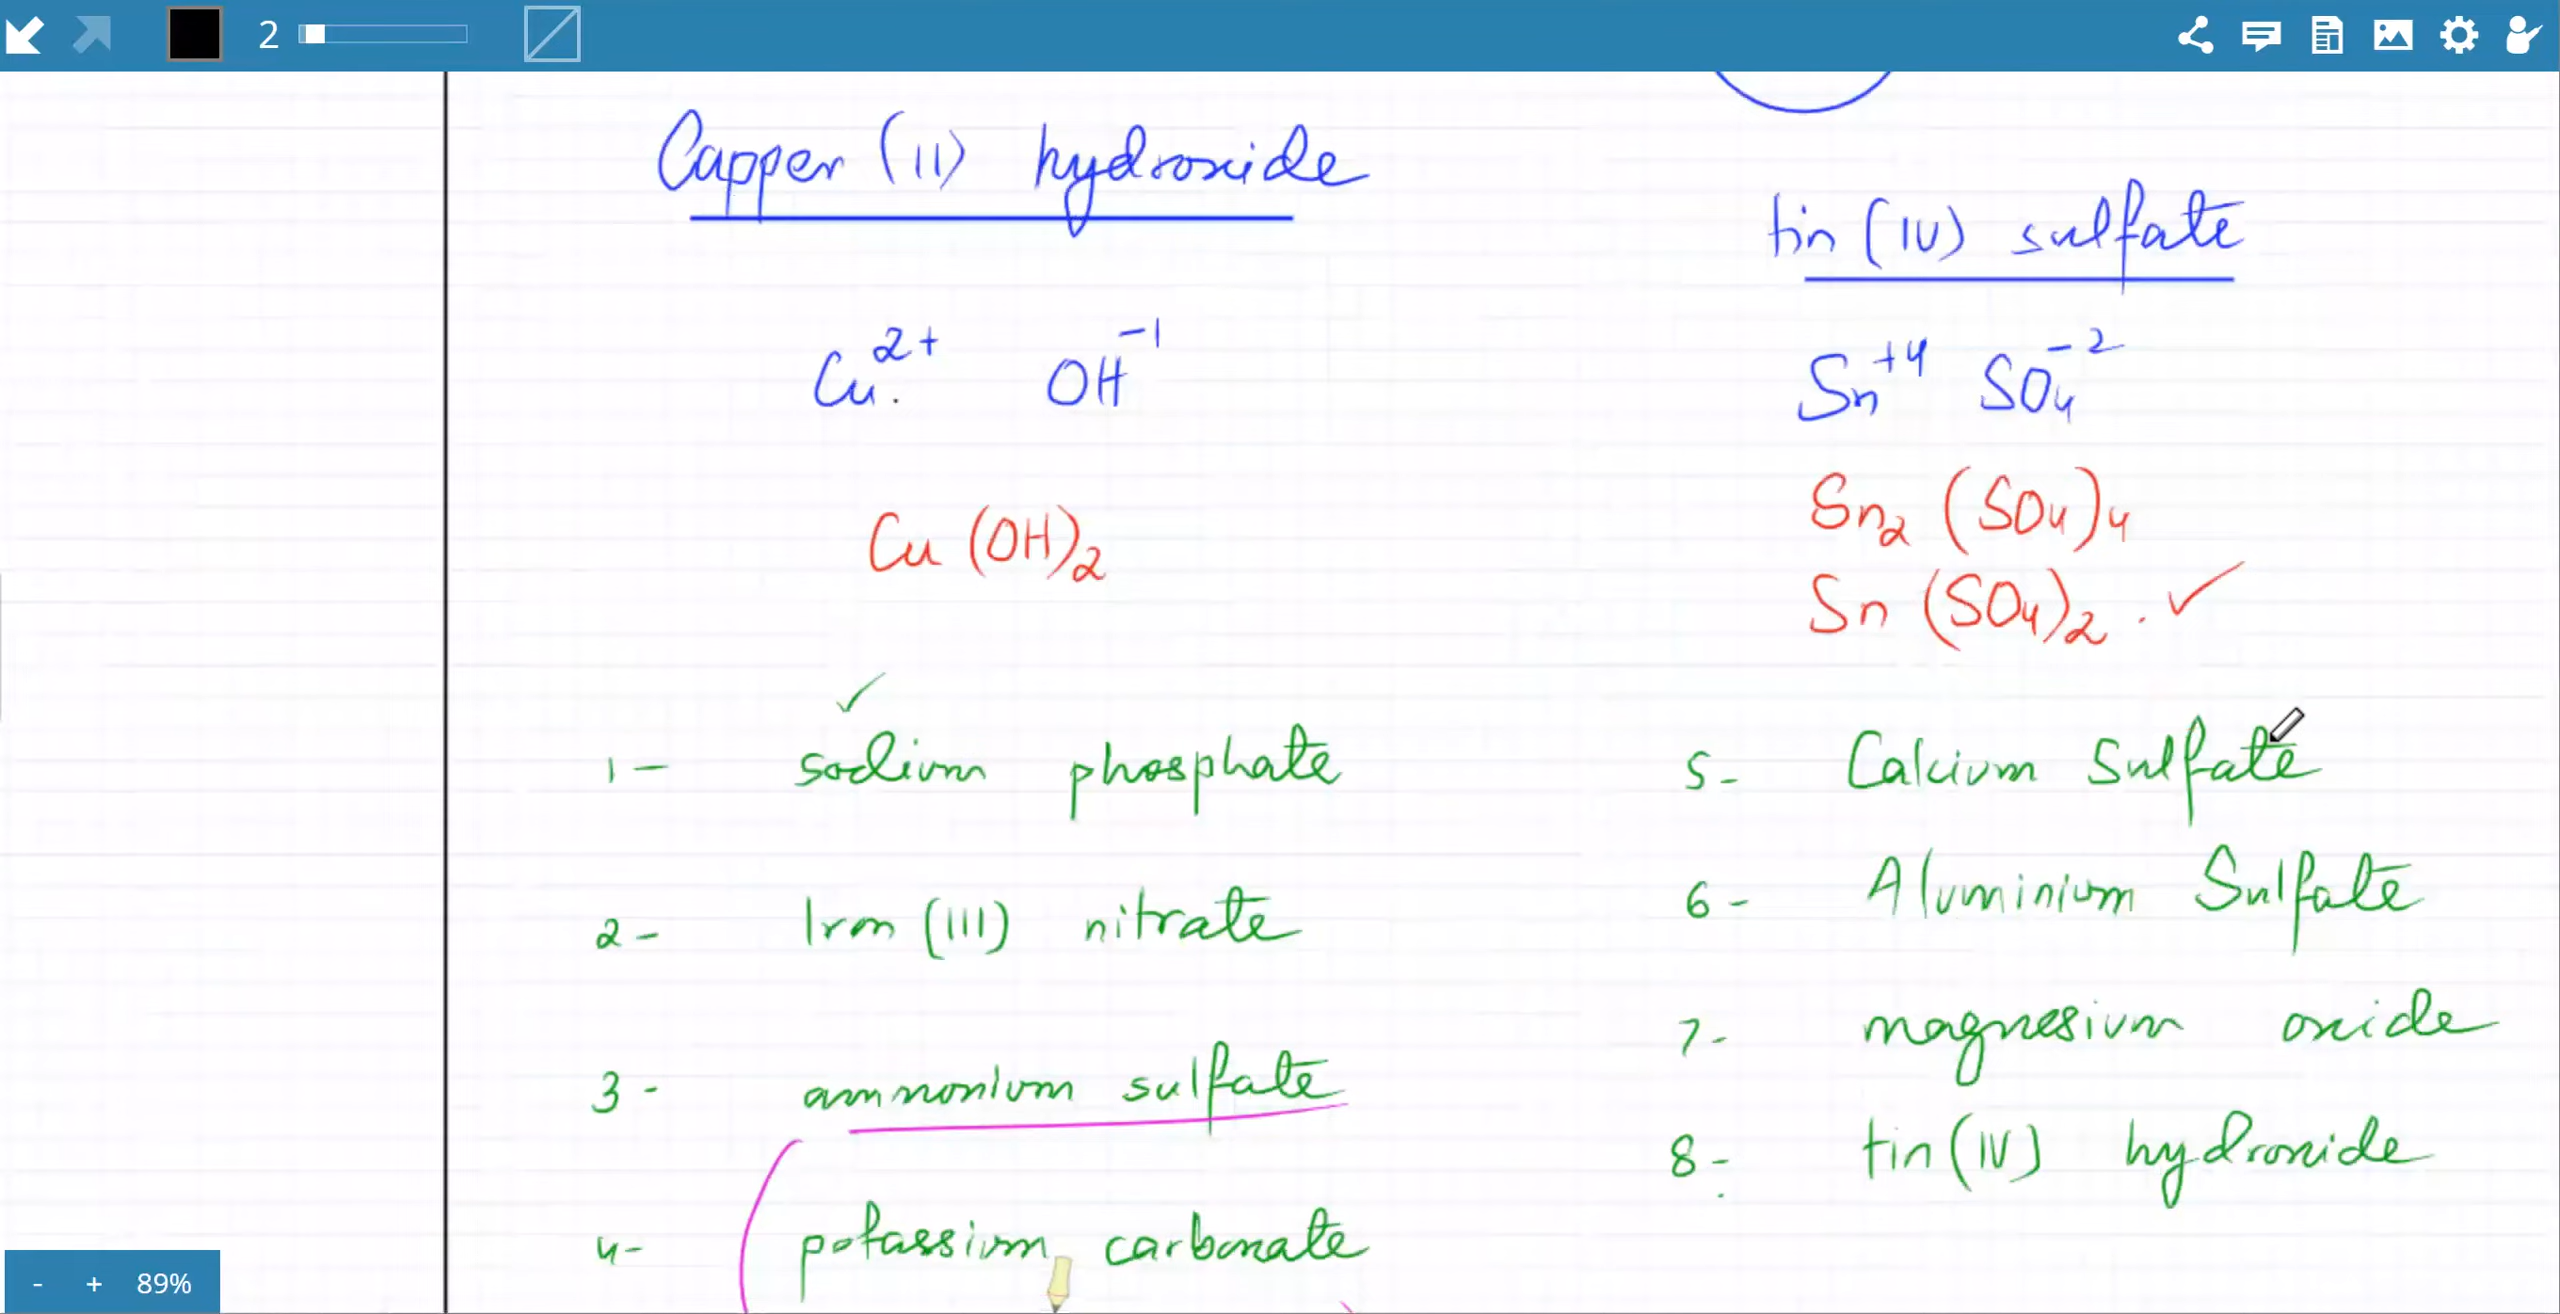 2
Capper (II) hydroxide
Cu²⁺ OH⁻¹
Cu (OH)₂
tin (IV) sulfate
Sn⁺⁴ SO₄⁻²
Sn₂ (SO₄)₄
Sn (SO₄)₂ . ✓
✓
1 - sodium phosphate
2 - Iron (III) nitrate
3 - ammonium sulfate
4 - potassium carbonate
5 - Calcium Sulfate
6 - Aluminium Sulfate
7 - magnesium oxide
8 - tin (IV) hydroxide
- + 89%